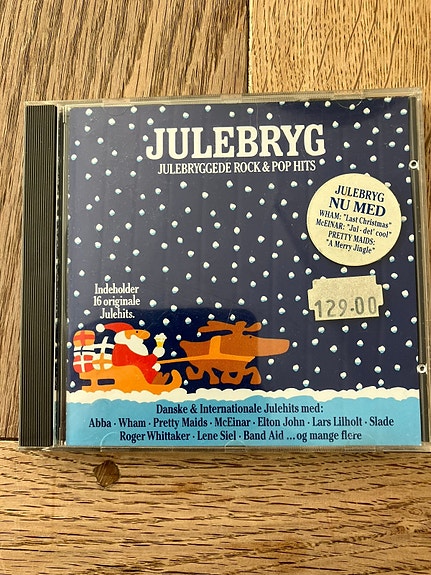 JULEBRYG
JULEBRYGGEDE ROCK & POP HITS
JULEBRYG
NU MED
WHAM: "Last Christmas"
McEINAR: "Jul - det' cool"
PRETTY MAIDS:
"A Merry Jingle"
129.00
Indeholder
16 originale
Julehits.
Danske & Internationale Julehits med:
Abba · Wham · Pretty Maids · McEinar · Elton John · Lars Lilholt · Slade
Roger Whittaker · Lene Siel · Band Aid ... og mange flere